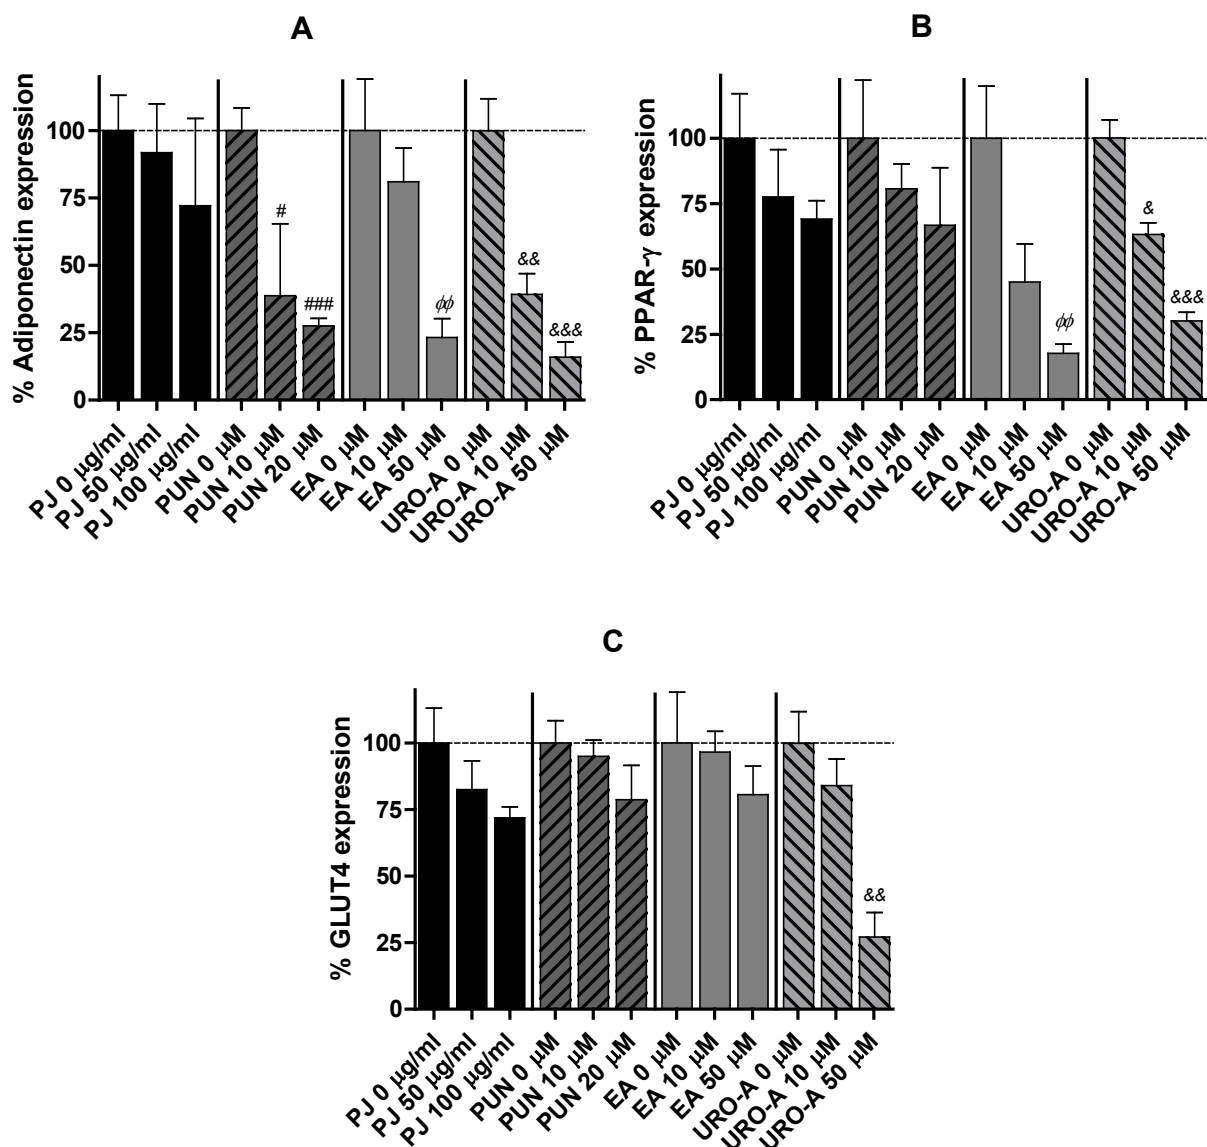 A
% Adiponectin expression
100
75
50
25
0
#
###
ϕϕ
&&
&&&
PJ 0 µg/ml
PJ 50 µg/ml
PJ 100 µg/ml
PUN 0 µM
PUN 10 µM
PUN 20 µM
EA 0 µM
EA 10 µM
EA 50 µM
URO-A 0 µM
URO-A 10 µM
URO-A 50 µM
B
% PPAR-γ expression
100
75
50
25
0
ϕϕ
&
&&&
PJ 0 µg/ml
PJ 50 µg/ml
PJ 100 µg/ml
PUN 0 µM
PUN 10 µM
PUN 20 µM
EA 0 µM
EA 10 µM
EA 50 µM
URO-A 0 µM
URO-A 10 µM
URO-A 50 µM
C
% GLUT4 expression
100
75
50
25
0
&&
PJ 0 µg/ml
PJ 50 µg/ml
PJ 100 µg/ml
PUN 0 µM
PUN 10 µM
PUN 20 µM
EA 0 µM
EA 10 µM
EA 50 µM
URO-A 0 µM
URO-A 10 µM
URO-A 50 µM